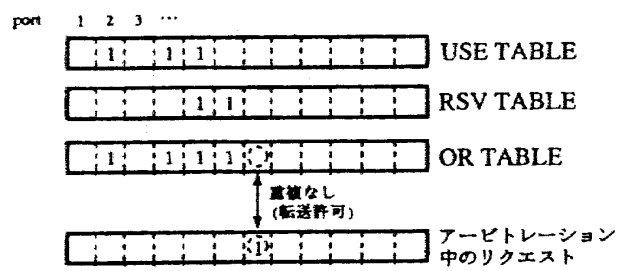 port 1 2 3 …
1 1 1 USE TABLE
1 1 RSV TABLE
1 1 1 1 OR TABLE
重複なし
(転送許可)
1 アービトレーション
中のリクエスト